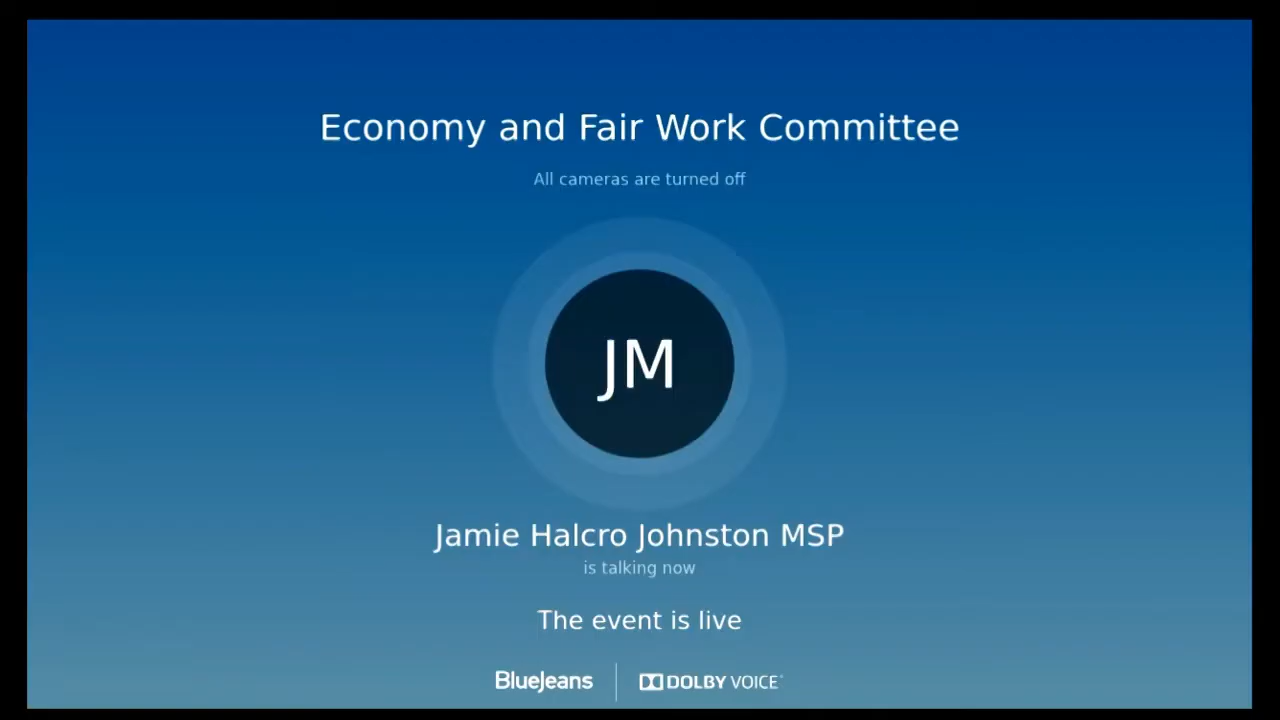 Economy and Fair Work Committee
All cameras are turned off
JM
Jamie Halcro Johnston MSP
is talking now
The event is live
BlueJeans
DOLBY VOICE